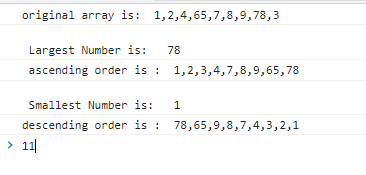 original array is:  1,2,4,65,7,8,9,78,3
Largest Number is:   78
ascending order is :  1,2,3,4,7,8,9,65,78
Smallest Number is:   1
descending order is :  78,65,9,8,7,4,3,2,1
> 11